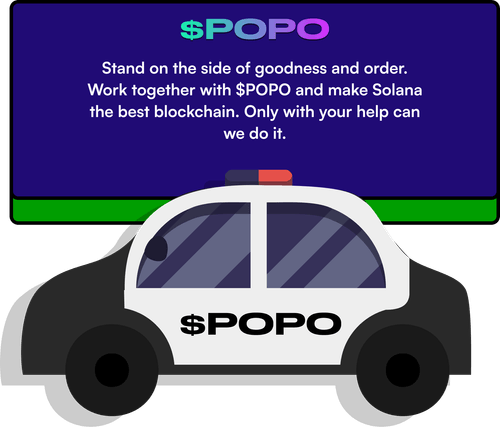 $POPO
Stand on the side of goodness and order.
Work together with $POPO and make Solana
the best blockchain. Only with your help can
we do it.
$POPO